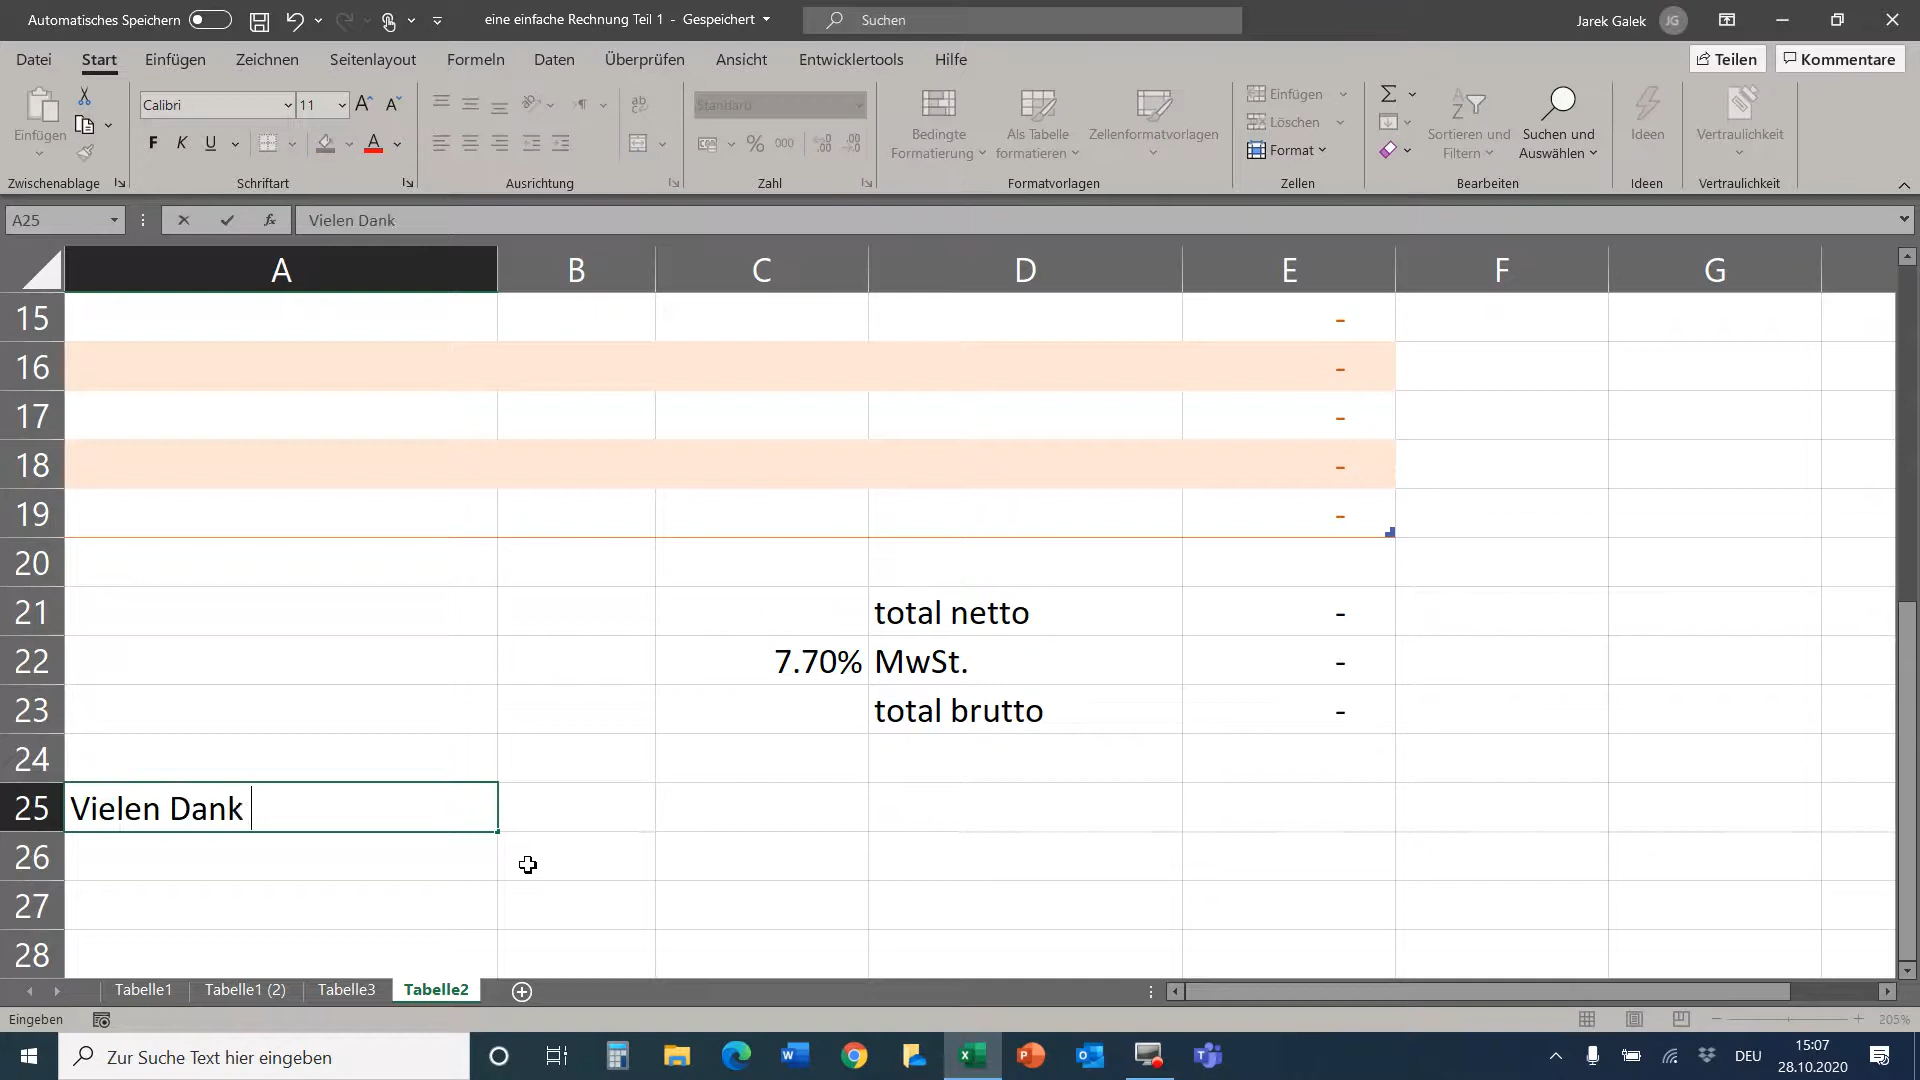 Automatisches Speichern eine einfache Rechnung Teil 1 - Gespeichert Suchen Jarek Galek JG
Datei Start Einfügen Zeichnen Seitenlayout Formeln Daten Überprüfen Ansicht Entwicklertools Hilfe Teilen Kommentare
Einfügen
Calibri 11
F K U
Standard
% 000
Bedingte Formatierung
Als Tabelle formatieren
Zellenformatvorlagen
Einfügen
Löschen
Format
Sortieren und Filtern
Suchen und Auswählen
Ideen
Vertraulichkeit
Zwischenablage Schriftart Ausrichtung Zahl Formatvorlagen Zellen Bearbeiten Ideen Vertraulichkeit
A25 fx Vielen Dank
A B C D E F G
15 -
16 -
17 -
18 -
19 -
20
21 total netto -
22 7.70% MwSt. -
23 total brutto -
24
25 Vielen Dank
26
27
28
Tabelle1 Tabelle1 (2) Tabelle3 Tabelle2
Eingeben 205%
Zur Suche Text hier eingeben DEU 15:07
28.10.2020